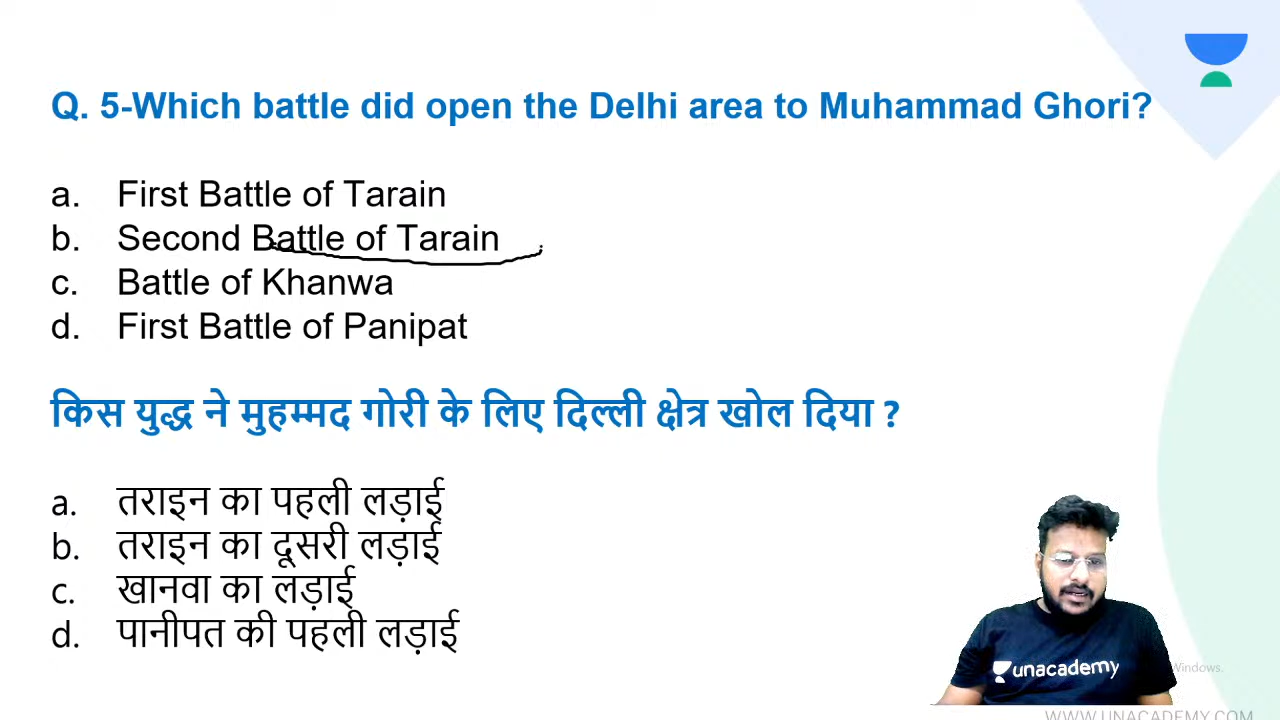 Q. 5-Which battle did open the Delhi area to Muhammad Ghori?
a. First Battle of Tarain
b. Second Battle of Tarain
c. Battle of Khanwa
d. First Battle of Panipat
किस युद्ध ने मुहम्मद गोरी के लिए दिल्ली क्षेत्र खोल दिया ?
a. तराइन का पहली लड़ाई
b. तराइन का दूसरी लड़ाई
c. खानवा का लड़ाई
d. पानीपत की पहली लड़ाई
unacademy
Windows.
WWW.UNACADEMY.COM